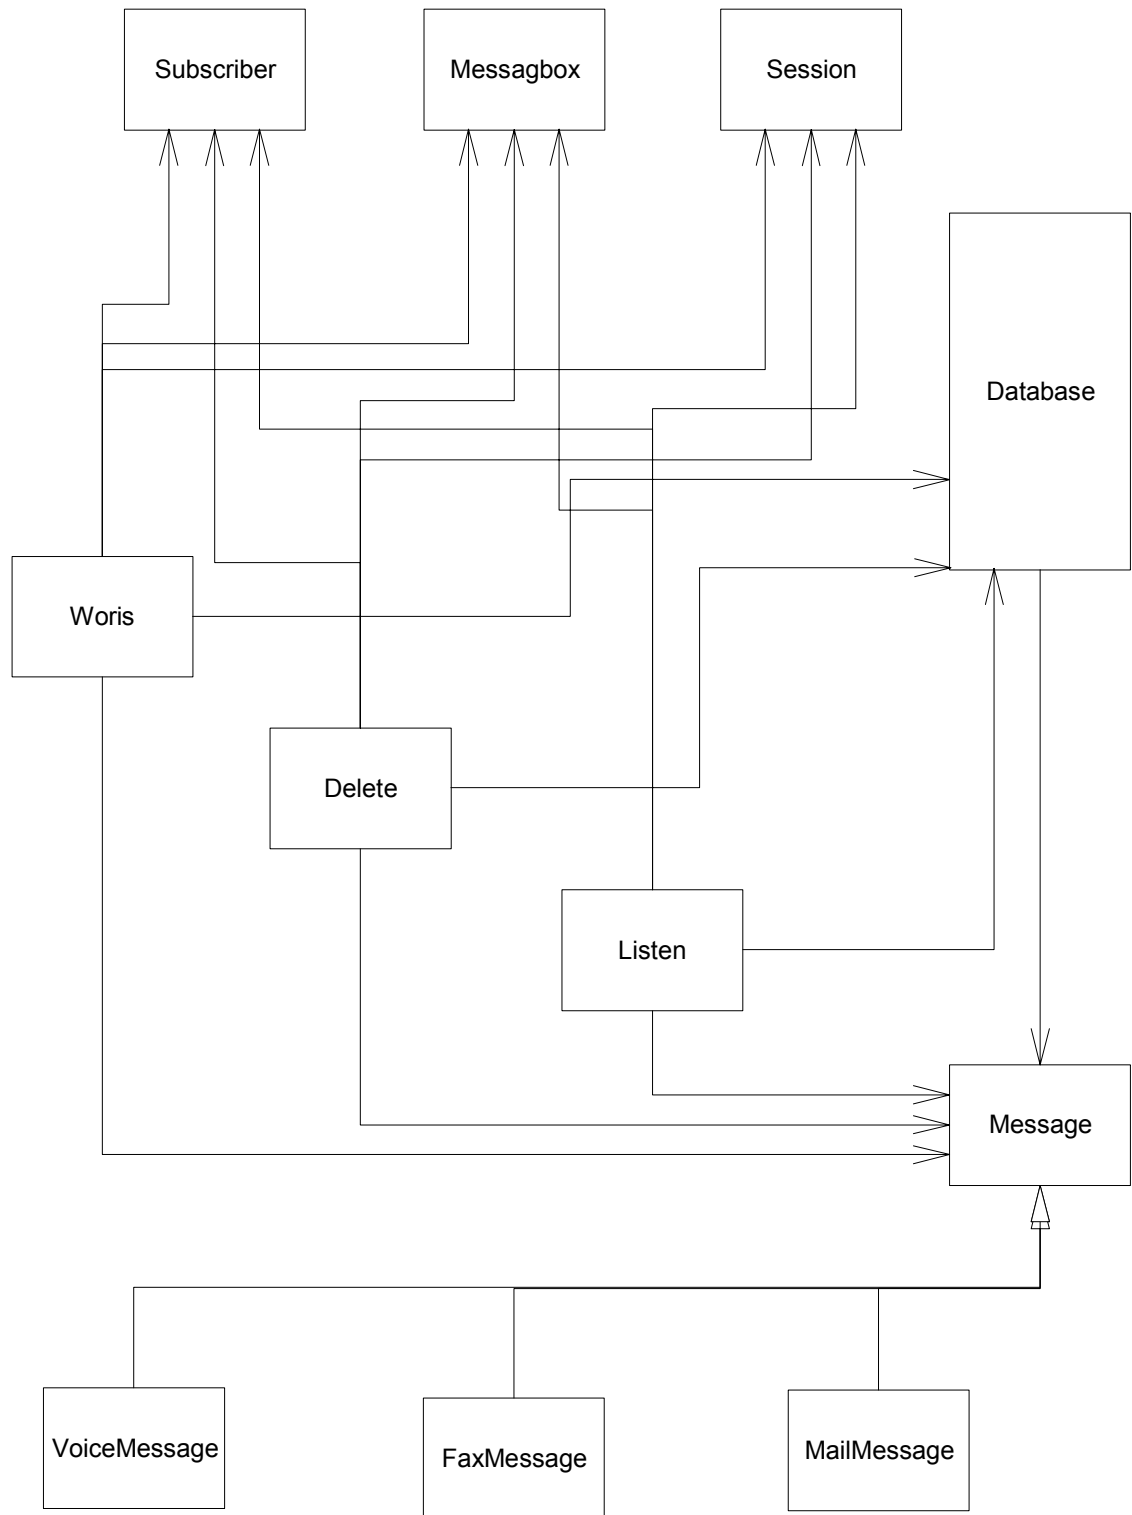 Subscriber
Messagbox
Session
Database
Woris
Delete
Listen
Message
VoiceMessage
FaxMessage
MailMessage